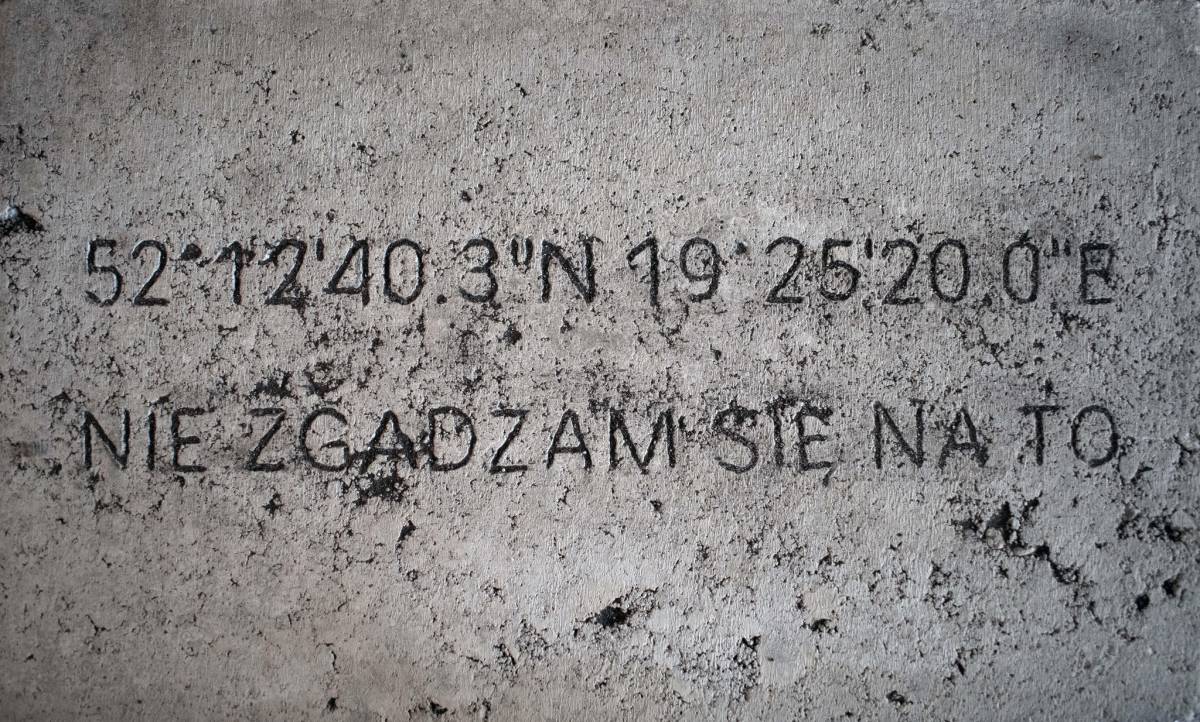 52°12'40.3"N 19°25'20.0"E
NIE ZGADZAM SIĘ NA TO